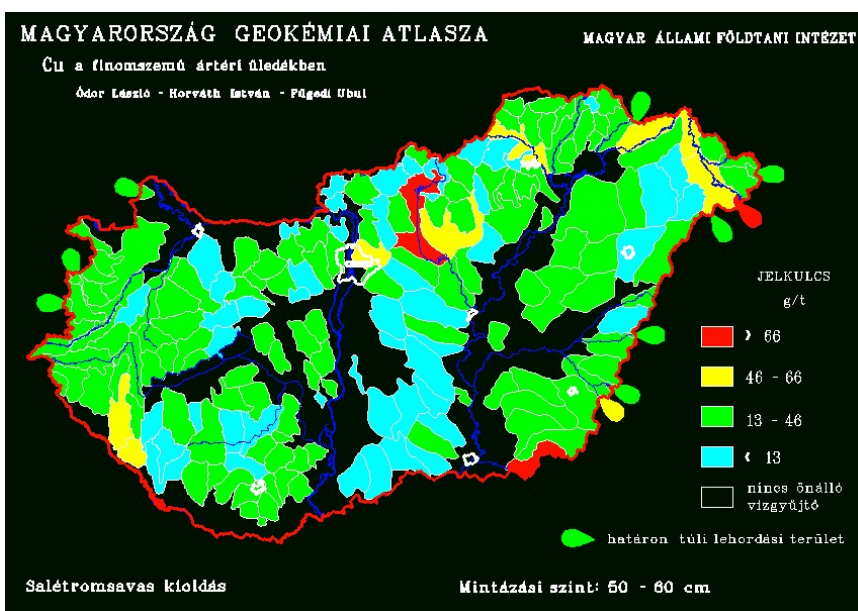 MAGYARORSZÁG GEOKÉMIAI ATLASZA
MAGYAR ÁLLAMI FÖLDTANI INTÉZET
Cu a finomszemű ártéri üledékben
Ódor László - Horváth István - Fügedi Ubul
JELKULCS
g/t
> 66
46 - 66
13 - 46
< 13
nincs önálló
vízgyűjtő
határon túli lehordási terület
Salétromsavas kioldás
Mintázási szint: 50 - 60 cm